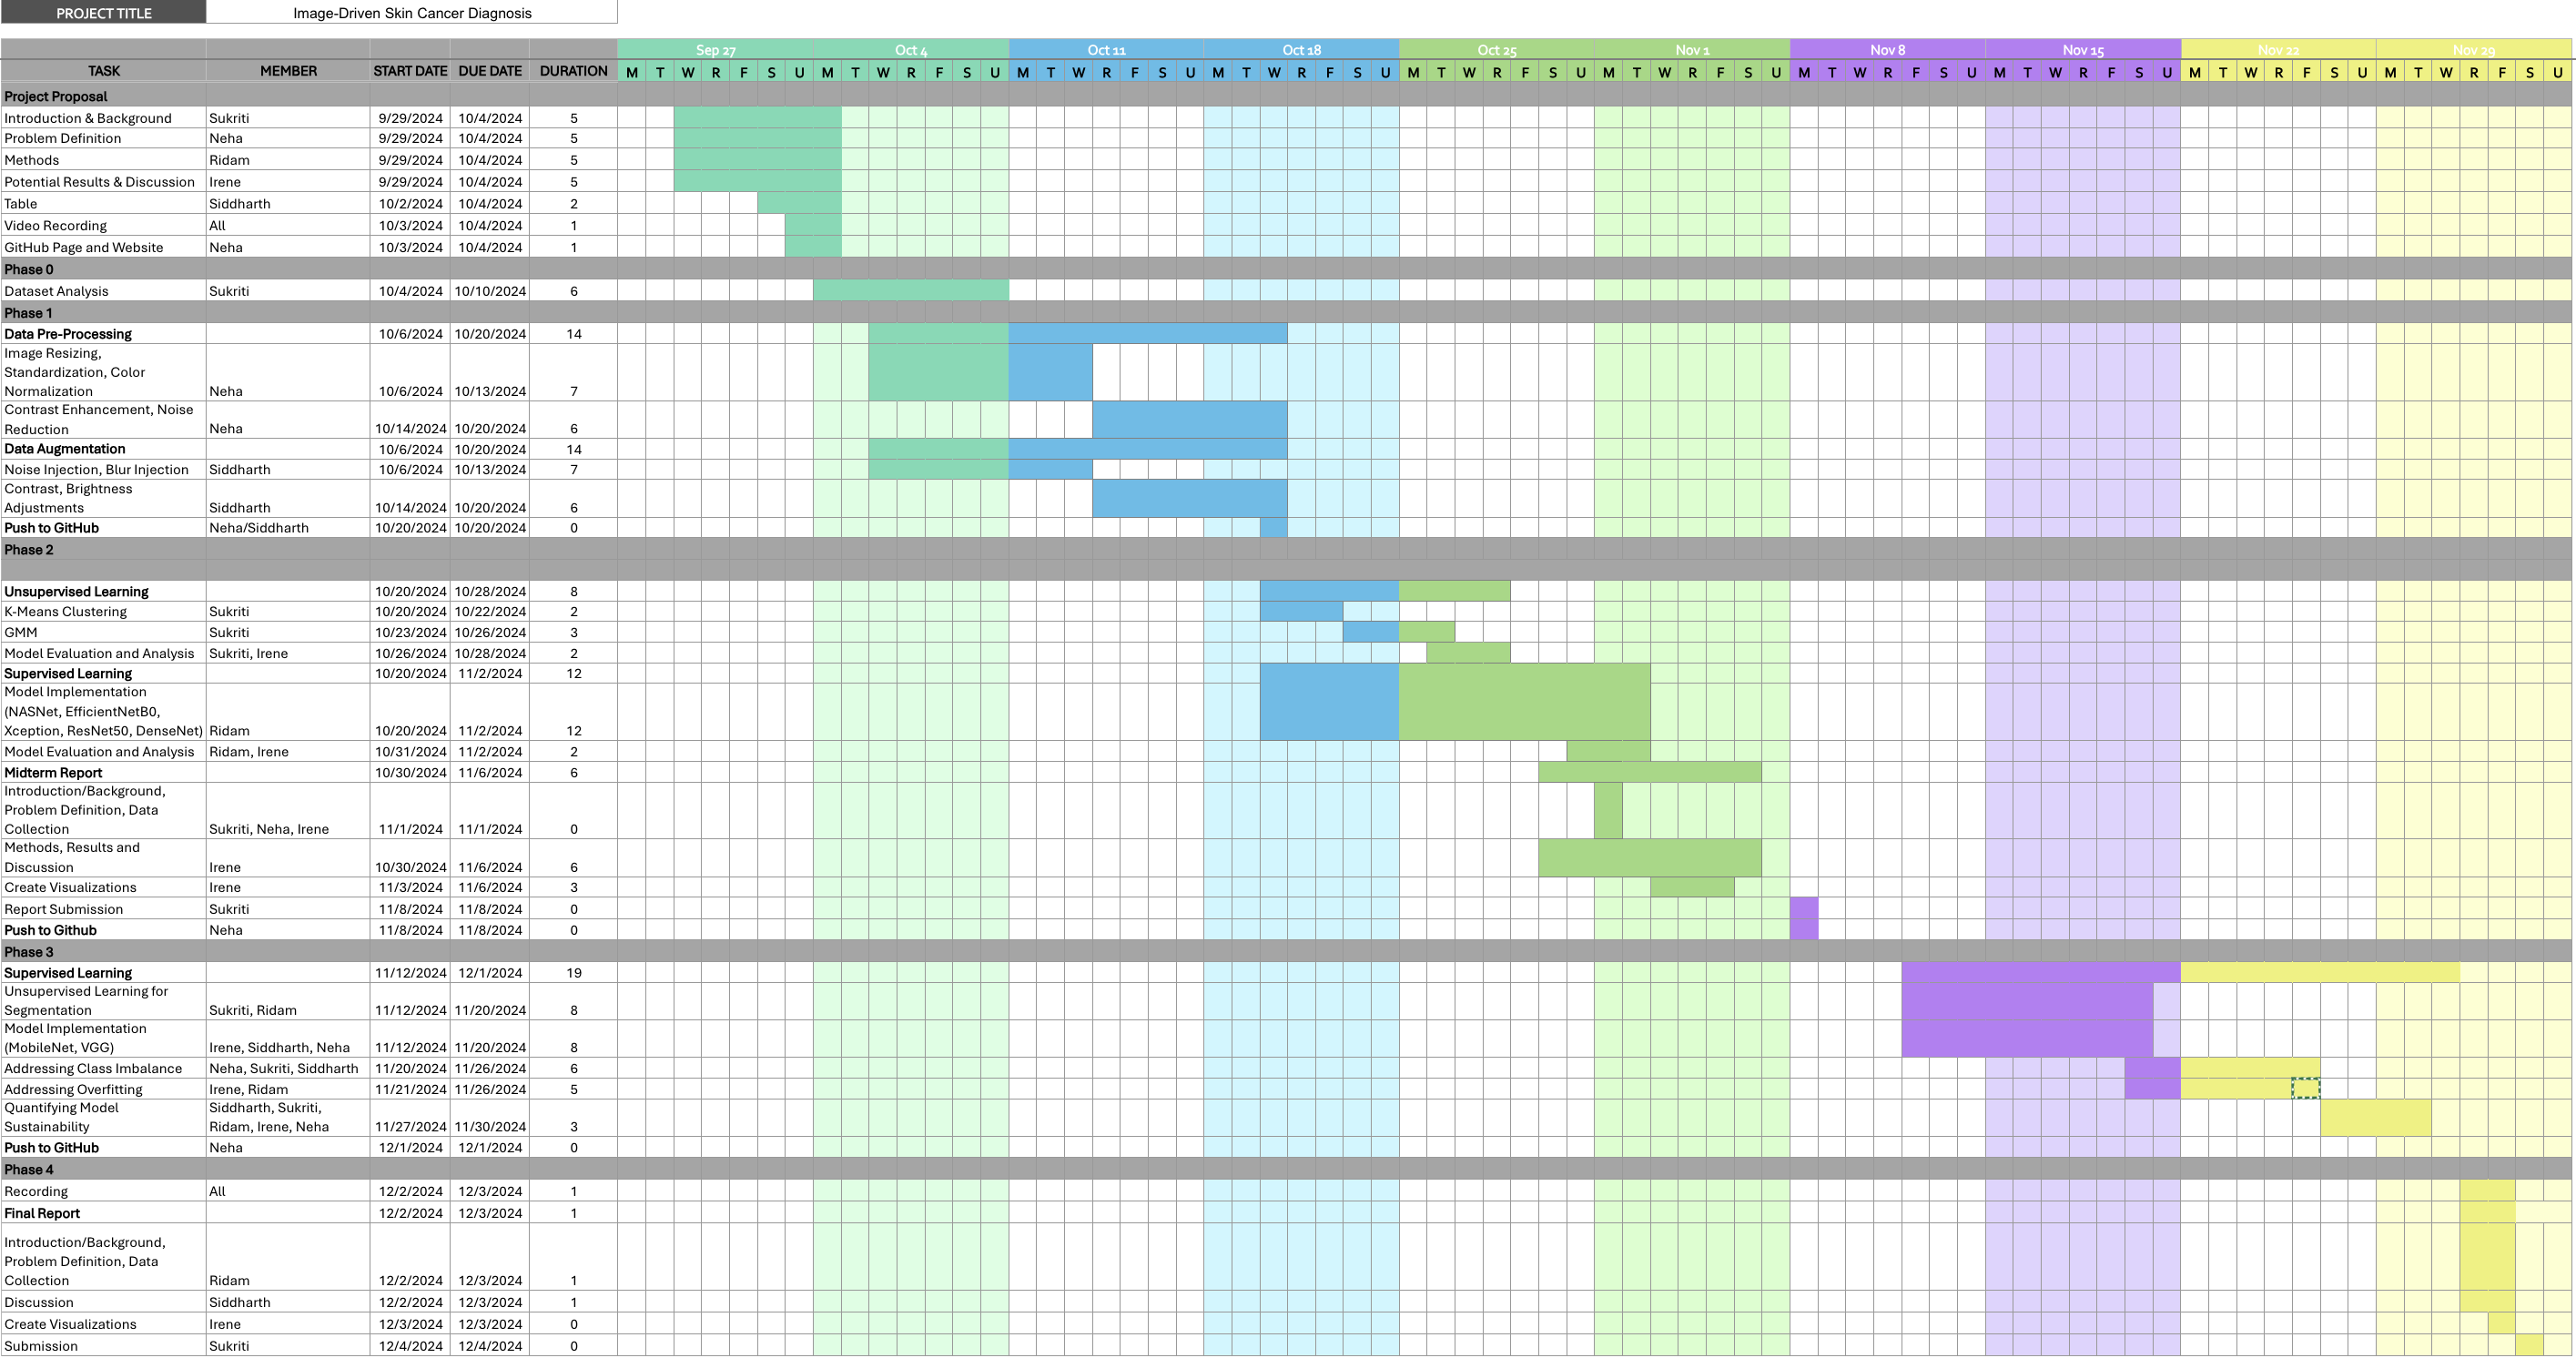 PROJECT TITLE Image-Driven Skin Cancer Diagnosis
Sep 27 Oct 4 Oct 11 Oct 18 Oct 25 Nov 1 Nov 8 Nov 15 Nov 22 Nov 29
TASK MEMBER START DATE DUE DATE DURATION M T W R F S U M T W R F S U M T W R F S U M T W R F S U M T W R F S U M T W R F S U M T W R F S U M T W R F S U M T W R F S U M T W R F S U
Project Proposal
Introduction & Background Sukriti 9/29/2024 10/4/2024 5
Problem Definition Neha 9/29/2024 10/4/2024 5
Methods Ridam 9/29/2024 10/4/2024 5
Potential Results & Discussion Irene 9/29/2024 10/4/2024 5
Table Siddharth 10/2/2024 10/4/2024 2
Video Recording All 10/3/2024 10/4/2024 1
GitHub Page and Website Neha 10/3/2024 10/4/2024 1
Phase 0
Dataset Analysis Sukriti 10/4/2024 10/10/2024 6
Phase 1
Data Pre-Processing 10/6/2024 10/20/2024 14
Image Resizing,
Standardization, Color
Normalization Neha 10/6/2024 10/13/2024 7
Contrast Enhancement, Noise
Reduction Neha 10/14/2024 10/20/2024 6
Data Augmentation 10/6/2024 10/20/2024 14
Noise Injection, Blur Injection Siddharth 10/6/2024 10/13/2024 7
Contrast, Brightness
Adjustments Siddharth 10/14/2024 10/20/2024 6
Push to GitHub Neha/Siddharth 10/20/2024 10/20/2024 0
Phase 2
Unsupervised Learning 10/20/2024 10/28/2024 8
K-Means Clustering Sukriti 10/20/2024 10/22/2024 2
GMM Sukriti 10/23/2024 10/26/2024 3
Model Evaluation and Analysis Sukriti, Irene 10/26/2024 10/28/2024 2
Supervised Learning 10/20/2024 11/2/2024 12
Model Implementation
(NASNet, EfficientNetB0,
Xception, ResNet50, DenseNet) Ridam 10/20/2024 11/2/2024 12
Model Evaluation and Analysis Ridam, Irene 10/31/2024 11/2/2024 2
Midterm Report 10/30/2024 11/6/2024 6
Introduction/Background,
Problem Definition, Data
Collection Sukriti, Neha, Irene 11/1/2024 11/1/2024 0
Methods, Results and
Discussion Irene 10/30/2024 11/6/2024 6
Create Visualizations Irene 11/3/2024 11/6/2024 3
Report Submission Sukriti 11/8/2024 11/8/2024 0
Push to Github Neha 11/8/2024 11/8/2024 0
Phase 3
Supervised Learning 11/12/2024 12/1/2024 19
Unsupervised Learning for
Segmentation Sukriti, Ridam 11/12/2024 11/20/2024 8
Model Implementation
(MobileNet, VGG) Irene, Siddharth, Neha 11/12/2024 11/20/2024 8
Addressing Class Imbalance Neha, Sukriti, Siddharth 11/20/2024 11/26/2024 6
Addressing Overfitting Irene, Ridam 11/21/2024 11/26/2024 5
Quantifying Model Siddharth, Sukriti,
Sustainability Ridam, Irene, Neha 11/27/2024 11/30/2024 3
Push to GitHub Neha 12/1/2024 12/1/2024 0
Phase 4
Recording All 12/2/2024 12/3/2024 1
Final Report 12/2/2024 12/3/2024 1
Introduction/Background,
Problem Definition, Data
Collection Ridam 12/2/2024 12/3/2024 1
Discussion Siddharth 12/2/2024 12/3/2024 1
Create Visualizations Irene 12/3/2024 12/3/2024 0
Submission Sukriti 12/4/2024 12/4/2024 0